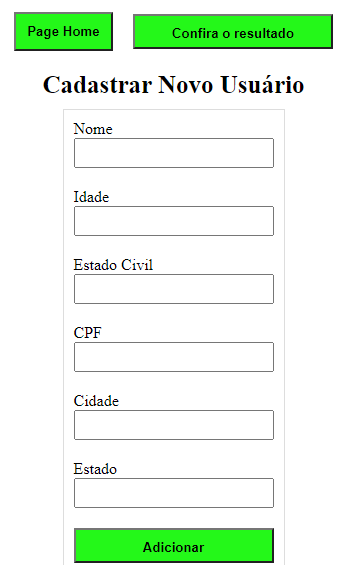 Page Home
Confira o resultado
Cadastrar Novo Usuário
Nome
Idade
Estado Civil
CPF
Cidade
Estado
Adicionar